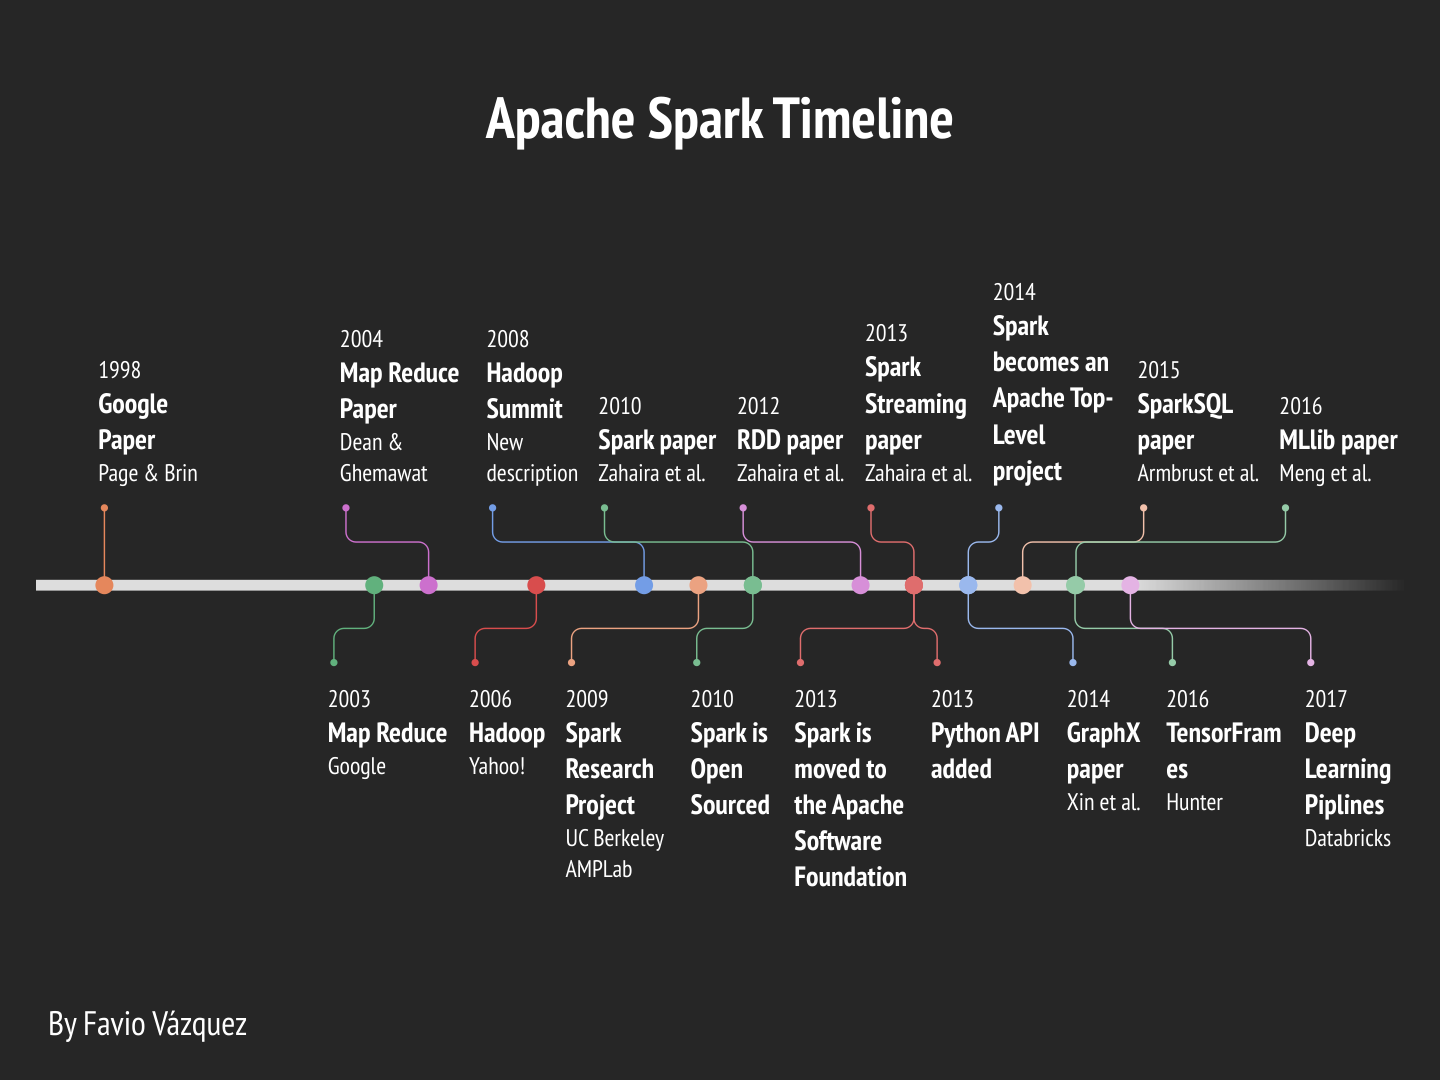 Apache Spark Timeline
1998
Google
Paper
Page & Brin
2004
Map Reduce
Paper
Dean &
Ghemawat
2008
Hadoop
Summit
New
description
2010
Spark paper
Zahaira et al.
2012
RDD paper
Zahaira et al.
2013
Spark
Streaming
paper
Zahaira et al.
2014
Spark
becomes an
Apache Top-
Level
project
2015
SparkSQL
paper
Armbrust et al.
2016
MLlib paper
Meng et al.
2003
Map Reduce
Google
2006
Hadoop
Yahoo!
2009
Spark
Research
Project
UC Berkeley
AMPLab
2010
Spark is
Open
Sourced
2013
Spark is
moved to
the Apache
Software
Foundation
2013
Python API
added
2014
GraphX
paper
Xin et al.
2016
TensorFram
es
Hunter
2017
Deep
Learning
Piplines
Databricks
By Favio Vázquez